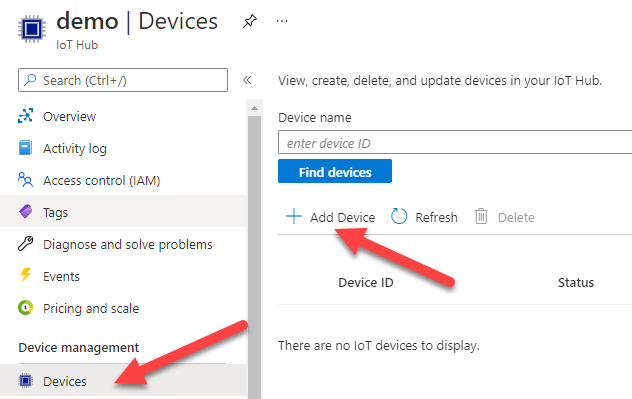 demo | Devices
IoT Hub
Search (Ctrl+/)
«
Overview
Activity log
Access control (IAM)
Tags
Diagnose and solve problems
Events
Pricing and scale
Device management
Devices
View, create, delete, and update devices in your IoT Hub.
Device name
enter device ID
Find devices
Add Device
Refresh
Delete
Device ID
Status
There are no IoT devices to display.